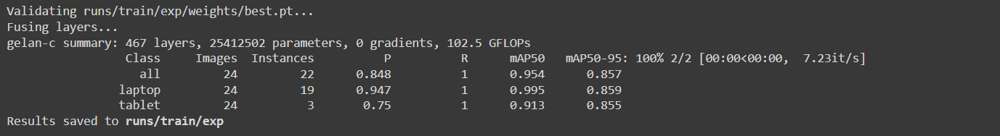 Validating runs/train/exp/weights/best.pt...
Fusing layers...
gelan-c summary: 467 layers, 25412502 parameters, 0 gradients, 102.5 GFLOPs
Class Images Instances P R mAP50 mAP50-95: 100% 2/2 [00:00<00:00, 7.23it/s]
all 24 22 0.848 1 0.954 0.857
laptop 24 19 0.947 1 0.995 0.859
tablet 24 3 0.75 1 0.913 0.855
Results saved to runs/train/exp